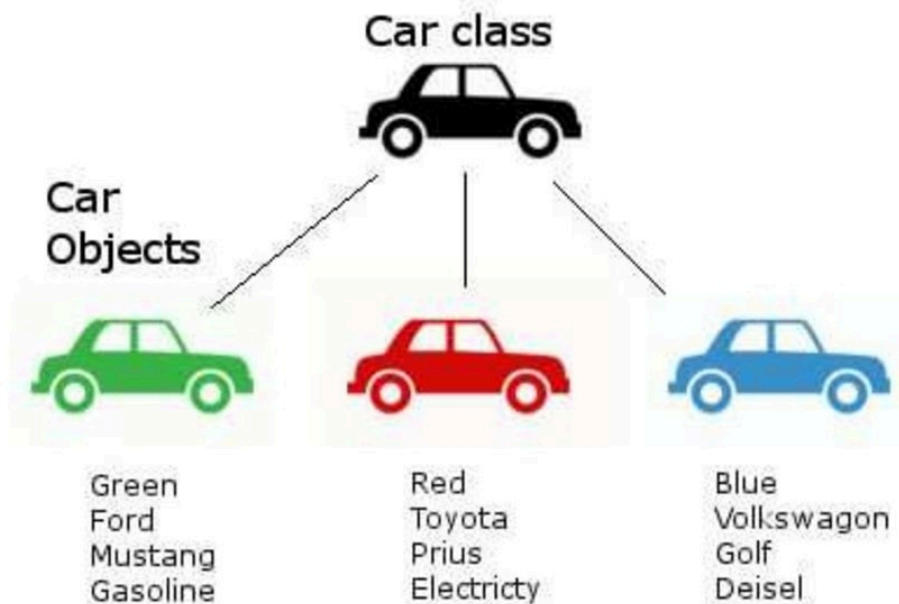 Car class
Car
Objects
Green
Ford
Mustang
Gasoline
Red
Toyota
Prius
Electricty
Blue
Volkswagon
Golf
Deisel